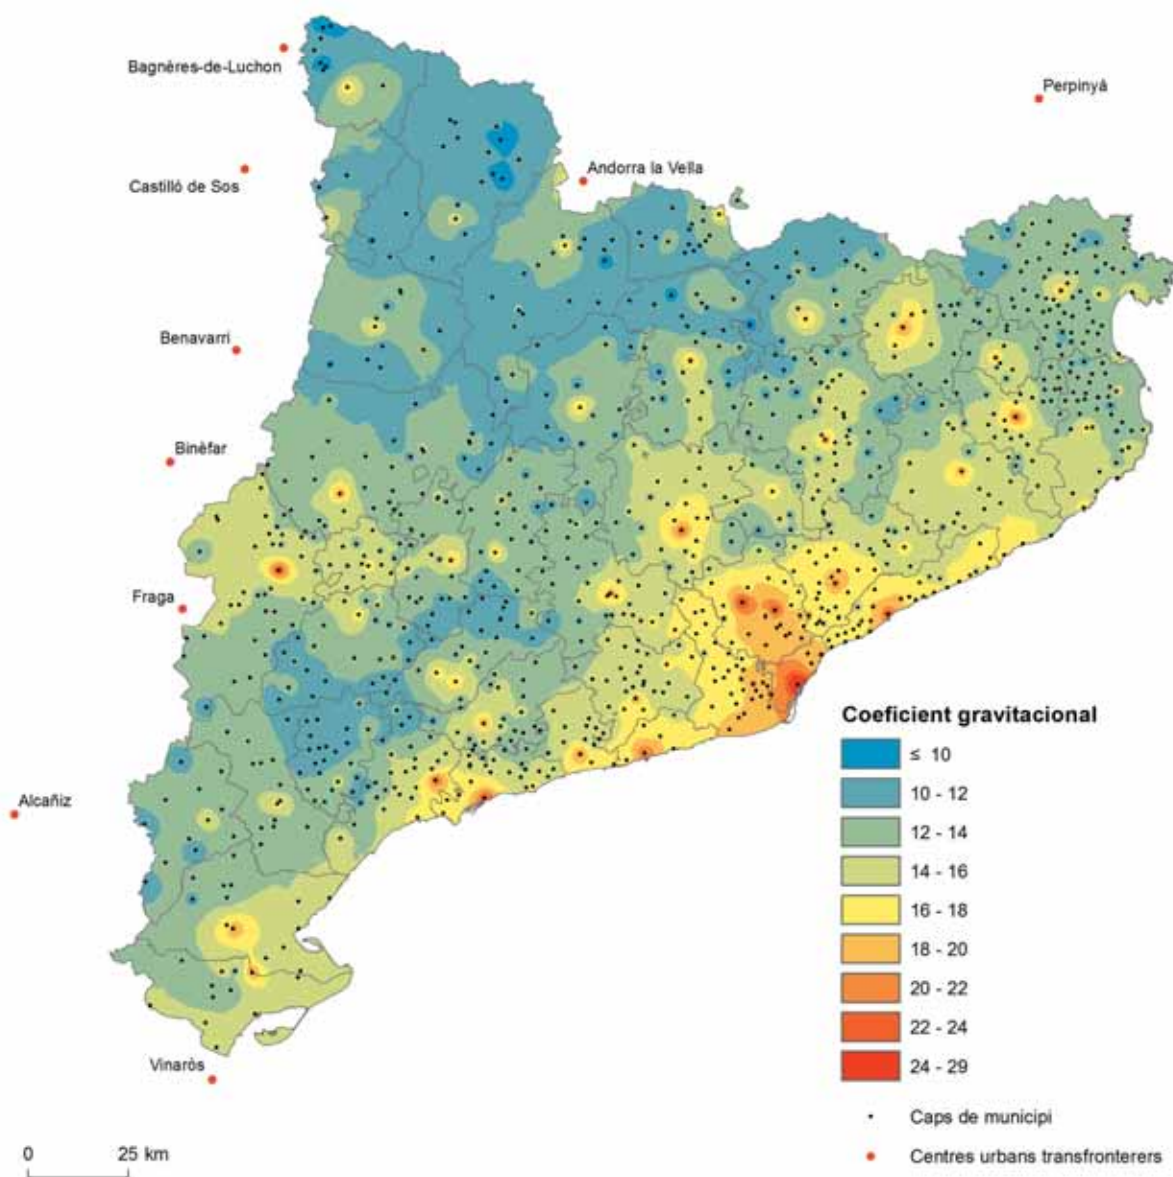 Bagnères-de-Luchon
Perpinyà
Castilló de Sos
Andorra la Vella
Benavarri
Binèfar
Fraga
Alcañiz
Vinaròs
Coeficient gravitacional
≤ 10
10 - 12
12 - 14
14 - 16
16 - 18
18 - 20
20 - 22
22 - 24
24 - 29
Caps de municipi
Centres urbans transfronterers
0 25 km